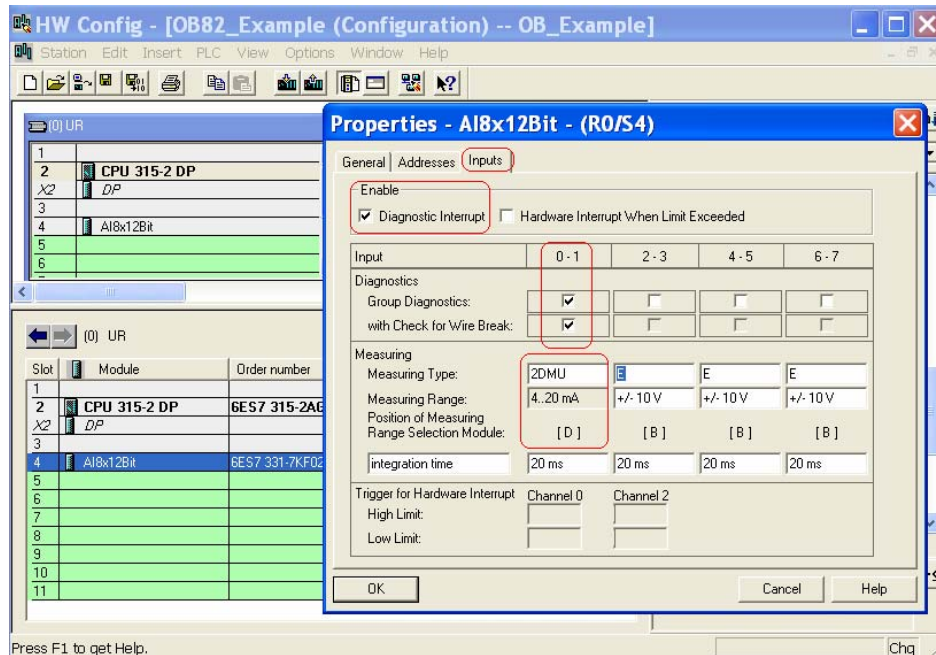 HW Config - [OB82_Example (Configuration) -- OB_Example]
Station Edit Insert PLC View Options Window Help
(0) UR
1
2 CPU 315-2 DP
X2 DP
3
4 AI8x12Bit
5
6
(0) UR
Slot Module Order number
1
2 CPU 315-2 DP 6ES7 315-2AG
X2 DP
3
4 AI8x12Bit 6ES7 331-7KF02
5
6
7
8
9
10
11
Press F1 to get Help.
Chg
Properties - AI8x12Bit - (R0/S4)
General Addresses Inputs
Enable
Diagnostic Interrupt Hardware Interrupt When Limit Exceeded
Input 0 - 1 2 - 3 4 - 5 6 - 7
Diagnostics
Group Diagnostics:
with Check for Wire Break:
Measuring
Measuring Type: 2DMU E E E
Measuring Range: 4..20 mA +/- 10 V +/- 10 V +/- 10 V
Position of Measuring
Range Selection Module: [ D ] [ B ] [ B ] [ B ]
integration time 20 ms 20 ms 20 ms 20 ms
Trigger for Hardware Interrupt Channel 0 Channel 2
High Limit:
Low Limit:
OK Cancel Help